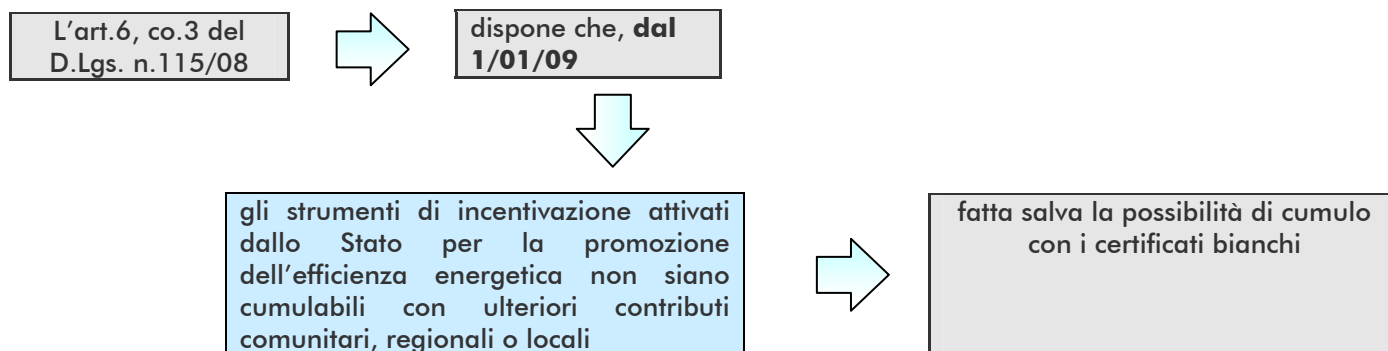 L’art.6, co.3 del
D.Lgs. n.115/08
dispone che, dal
1/01/09
gli strumenti di incentivazione attivati
dallo Stato per la promozione
dell’efficienza energetica non siano
cumulabili con ulteriori contributi
comunitari, regionali o locali
fatta salva la possibilità di cumulo
con i certificati bianchi